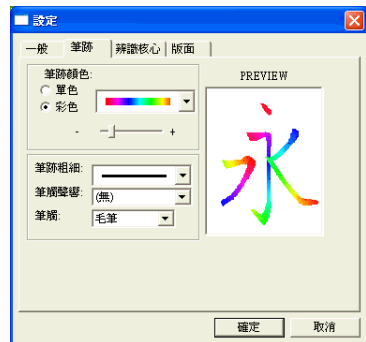 設定
一般 筆跡 辨識核心 版面
筆跡顏色:
單色
彩色
- +
筆跡粗細:
筆觸聲響: (無)
筆觸: 毛筆
PREVIEW
永
確定 取消